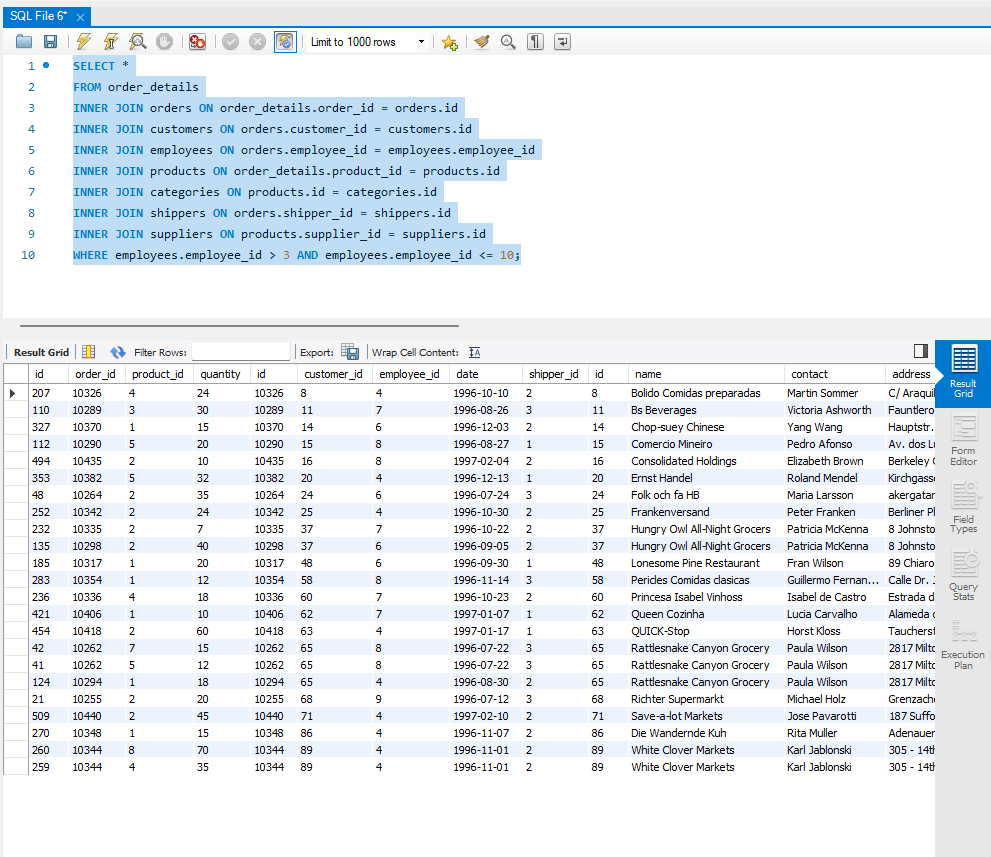 SQL File 6*
Limit to 1000 rows
1 SELECT *
2 FROM order_details
3 INNER JOIN orders ON order_details.order_id = orders.id
4 INNER JOIN customers ON orders.customer_id = customers.id
5 INNER JOIN employees ON orders.employee_id = employees.employee_id
6 INNER JOIN products ON order_details.product_id = products.id
7 INNER JOIN categories ON products.id = categories.id
8 INNER JOIN shippers ON orders.shipper_id = shippers.id
9 INNER JOIN suppliers ON products.supplier_id = suppliers.id
10 WHERE employees.employee_id > 3 AND employees.employee_id <= 10;
Result Grid Filter Rows: Export: Wrap Cell Content: IA
id order_id product_id quantity id customer_id employee_id date shipper_id id name contact address
207 10326 4 24 10326 8 4 1996-10-10 2 8 Bolido Comidas preparadas Martin Sommer C/ Araquil
110 10289 3 30 10289 11 7 1996-08-26 3 11 Bs Beverages Victoria Ashworth Fauntlero
327 10370 1 15 10370 14 6 1996-12-03 2 14 Chop-suey Chinese Yang Wang Hauptstr.
112 10290 5 20 10290 15 8 1996-08-27 1 15 Comercio Mineiro Pedro Afonso Av. dos Lu
494 10435 2 10 10435 16 8 1997-02-04 2 16 Consolidated Holdings Elizabeth Brown Berkeley
353 10382 5 32 10382 20 4 1996-12-13 1 20 Ernst Handel Roland Mendel Kirchgass
48 10264 2 35 10264 24 6 1996-07-24 3 24 Folk och fa HB Maria Larsson akergatan
252 10342 2 24 10342 25 4 1996-10-30 2 25 Frankenversand Peter Franken Berliner Pl
232 10335 2 7 10335 37 7 1996-10-22 2 37 Hungry Owl All-Night Grocers Patricia McKenna 8 Johnsto
135 10298 2 40 10298 37 6 1996-09-05 2 37 Hungry Owl All-Night Grocers Patricia McKenna 8 Johnsto
185 10317 1 20 10317 48 6 1996-09-30 1 48 Lonesome Pine Restaurant Fran Wilson 89 Chiaro
283 10354 1 12 10354 58 8 1996-11-14 3 58 Pericles Comidas clasicas Guillermo Fernan... Calle Dr.
236 10336 4 18 10336 60 7 1996-10-23 2 60 Princesa Isabel Vinhoss Isabel de Castro Estrada d
421 10406 1 10 10406 62 7 1997-01-07 1 62 Queen Cozinha Lucia Carvalho Alameda
454 10418 2 60 10418 63 4 1997-01-17 1 63 QUICK-Stop Horst Kloss Taucherst
42 10262 7 15 10262 65 8 1996-07-22 3 65 Rattlesnake Canyon Grocery Paula Wilson 2817 Milto
41 10262 5 12 10262 65 8 1996-07-22 3 65 Rattlesnake Canyon Grocery Paula Wilson 2817 Milto
124 10294 1 18 10294 65 4 1996-08-30 2 65 Rattlesnake Canyon Grocery Paula Wilson 2817 Milto
21 10255 2 20 10255 68 9 1996-07-12 3 68 Richter Supermarkt Michael Holz Grenzach
509 10440 2 45 10440 71 4 1997-02-10 2 71 Save-a-lot Markets Jose Pavarotti 187 Suffo
270 10348 1 15 10348 86 4 1996-11-07 2 86 Die Wandernde Kuh Rita Muller Adenauer
260 10344 8 70 10344 89 4 1996-11-01 2 89 White Clover Markets Karl Jablonski 305 - 14th
259 10344 4 35 10344 89 4 1996-11-01 2 89 White Clover Markets Karl Jablonski 305 - 14th
Result
Grid
Form
Editor
Field
Types
Query
Stats
Execution
Plan